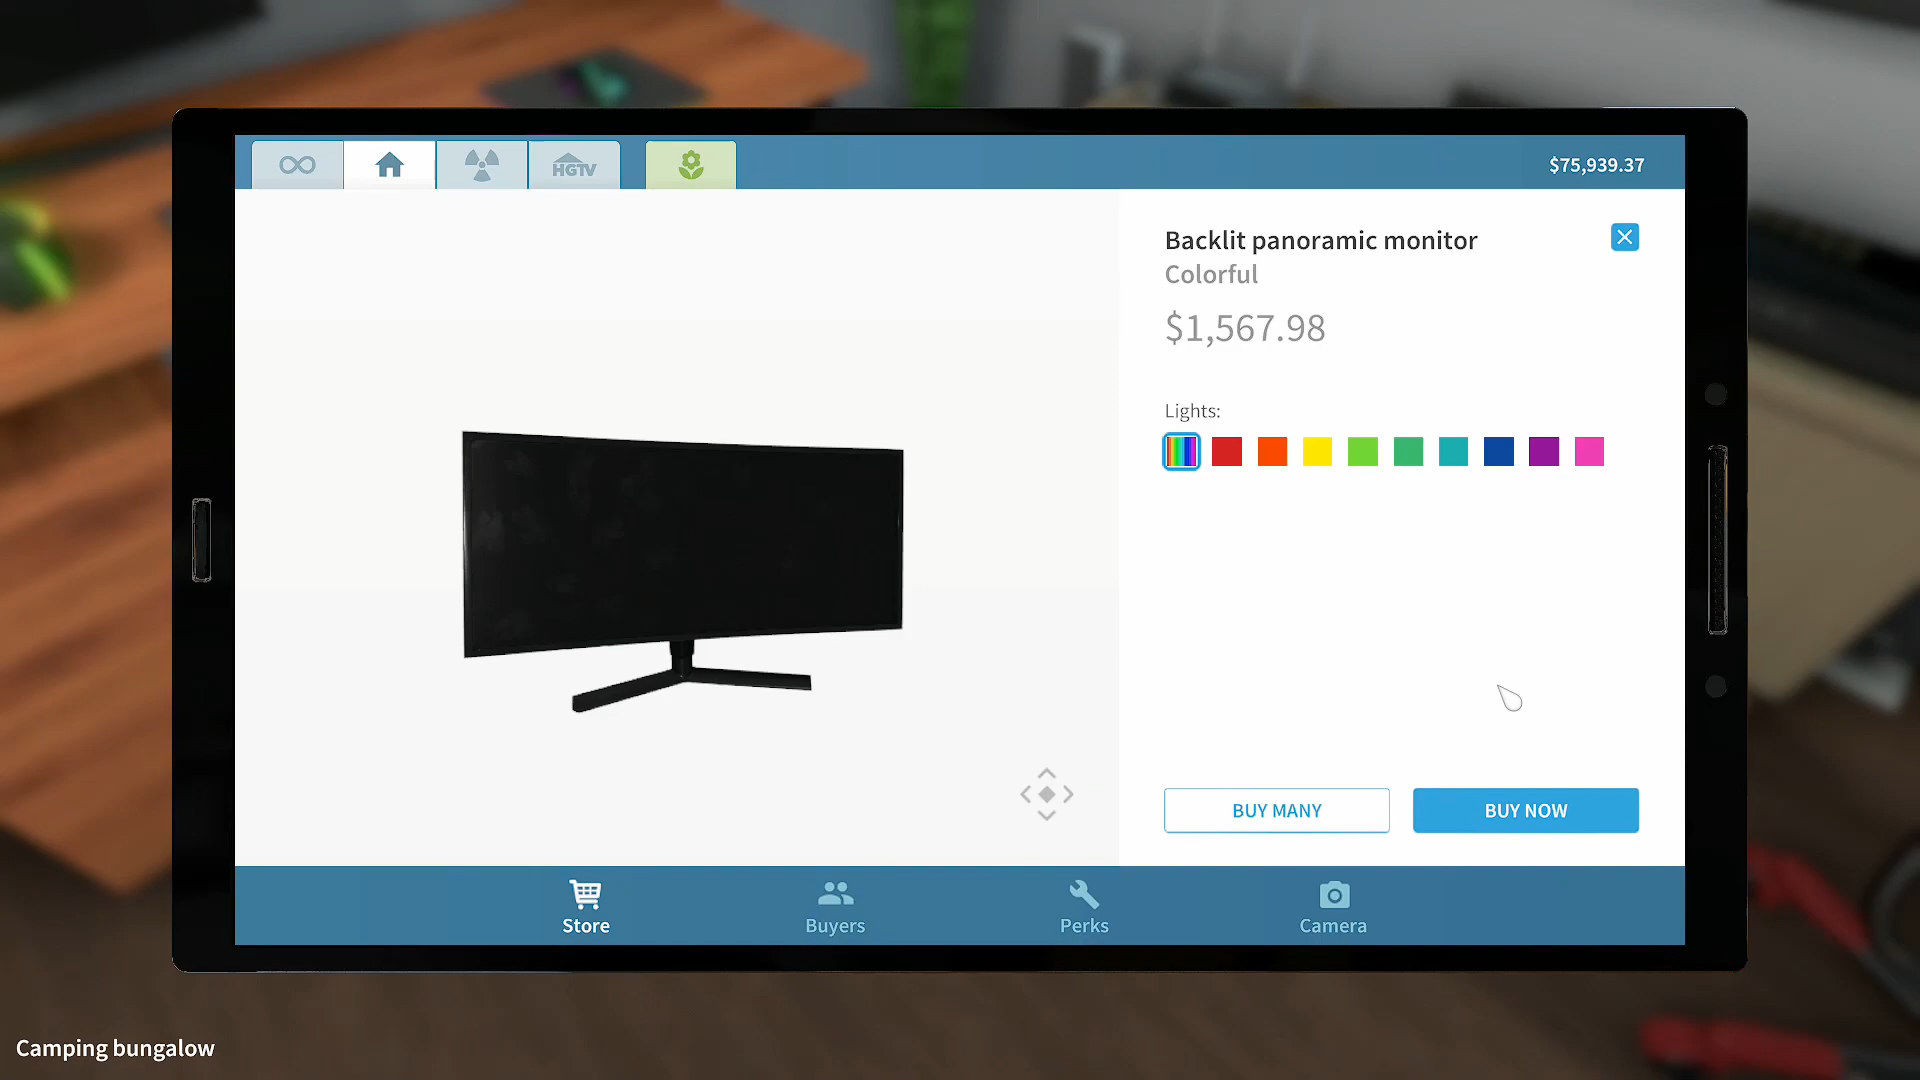 HGTV
$75,939.37
Backlit panoramic monitor
Colorful
$1,567.98
Lights:
BUY MANY
BUY NOW
Store
Buyers
Perks
Camera
Camping bungalow